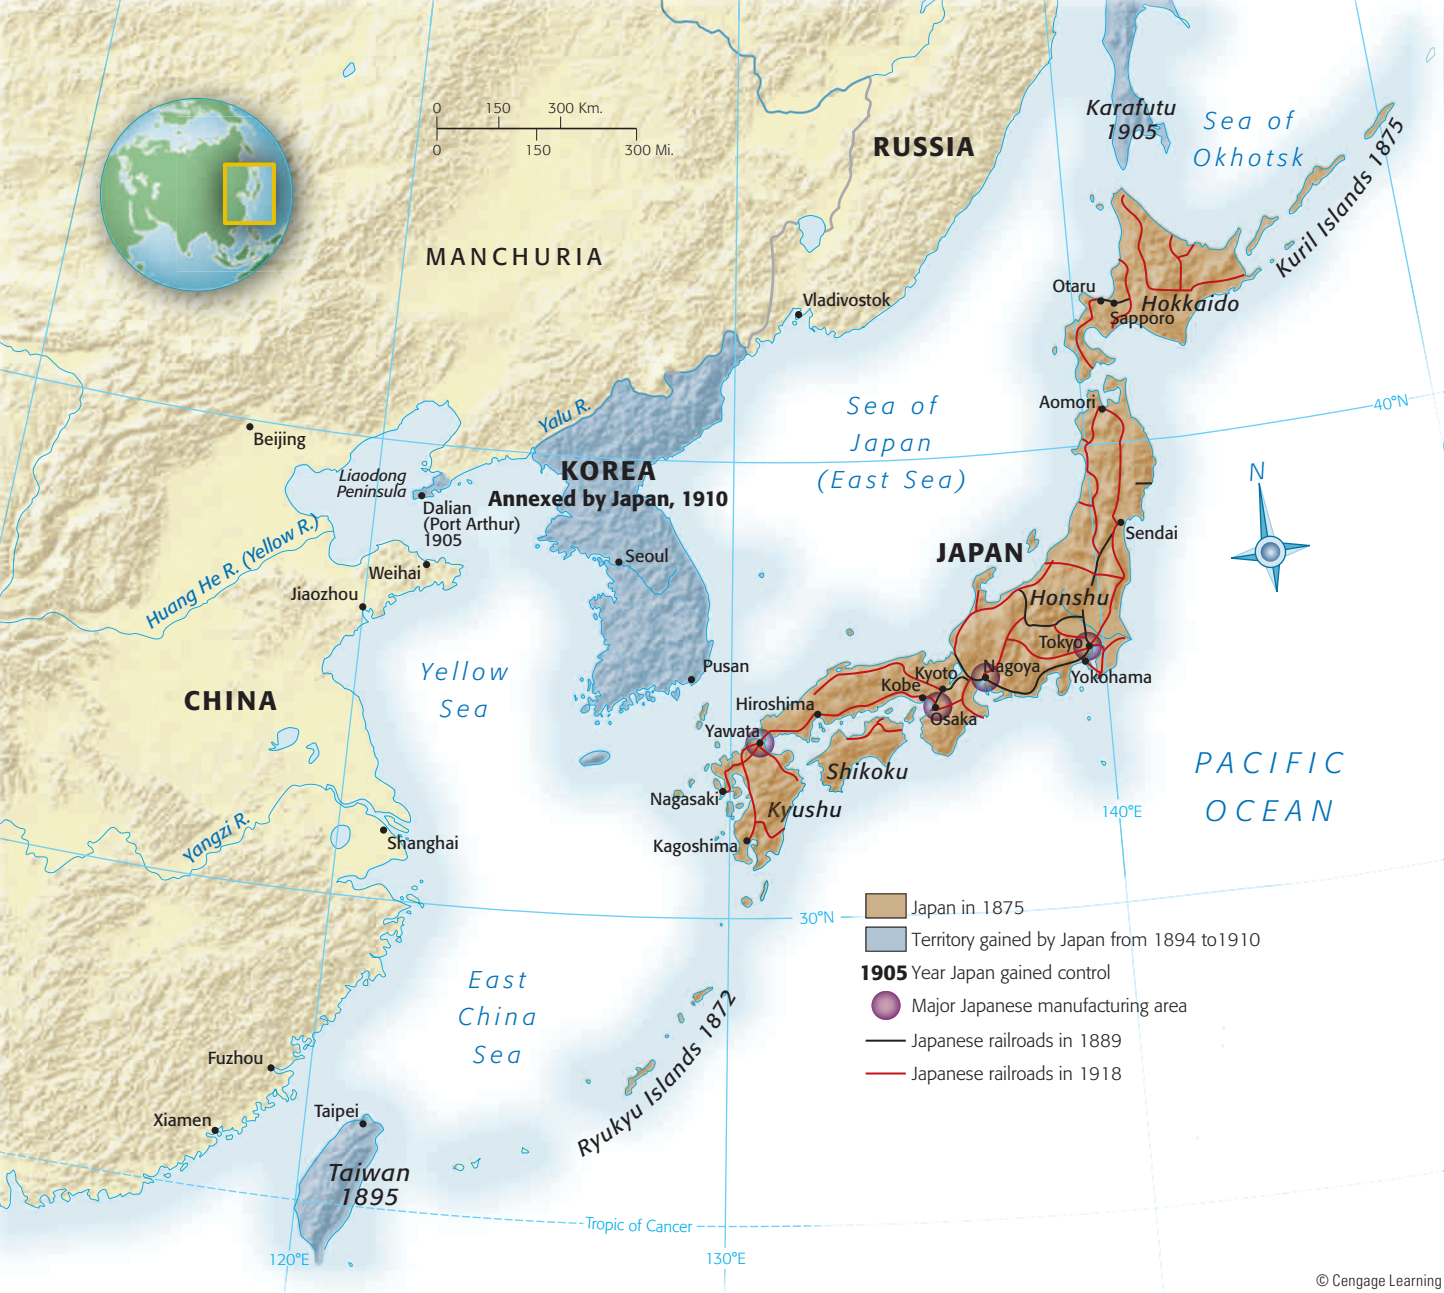 0 150 300 Km.
0 150 300 Mi.
RUSSIA
Karafutu
1905
Sea of
Okhotsk
Kuril Islands 1875
MANCHURIA
Vladivostok
Otaru
Sapporo
Hokkaido
Aomori
40°N
Sea of
Japan
(East Sea)
Yalu R.
Beijing
Liaodong
Peninsula
KOREA
Annexed by Japan, 1910
Dalian
(Port Arthur)
1905
N
Huang He R. (Yellow R.)
Seoul
Sendai
JAPAN
Weihai
Jiaozhou
Honshu
Tokyo
Yokohama
Nagoya
Kyoto
Kobe
Osaka
Pusan
Yellow
Sea
CHINA
Hiroshima
Yawata
Shikoku
Nagasaki
Kyushu
Kagoshima
PACIFIC
OCEAN
140°E
Yangzi R.
Shanghai
30°N
Japan in 1875
Territory gained by Japan from 1894 to1910
1905 Year Japan gained control
Major Japanese manufacturing area
Japanese railroads in 1889
Japanese railroads in 1918
East
China
Sea
Ryukyu Islands 1872
Fuzhou
Xiamen
Taipei
Taiwan
1895
Tropic of Cancer
120°E
130°E
© Cengage Learning